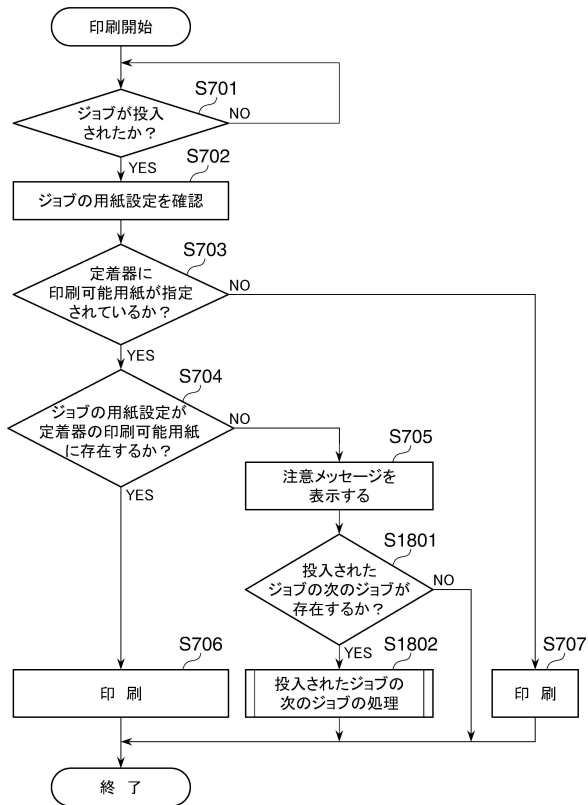 印刷開始
S701
ジョブが投入
されたか？
NO
YES
S702
ジョブの用紙設定を確認
S703
定着器に
印刷可能用紙が指定
されているか？
NO
YES
S704
ジョブの用紙設定が
定着器の印刷可能用紙
に存在するか？
NO
YES
S705
注意メッセージを
表示する
S1801
投入された
ジョブの次のジョブが
存在するか？
NO
YES
S706
印 刷
S1802
投入されたジョブの
次のジョブの処理
S707
印 刷
終 了